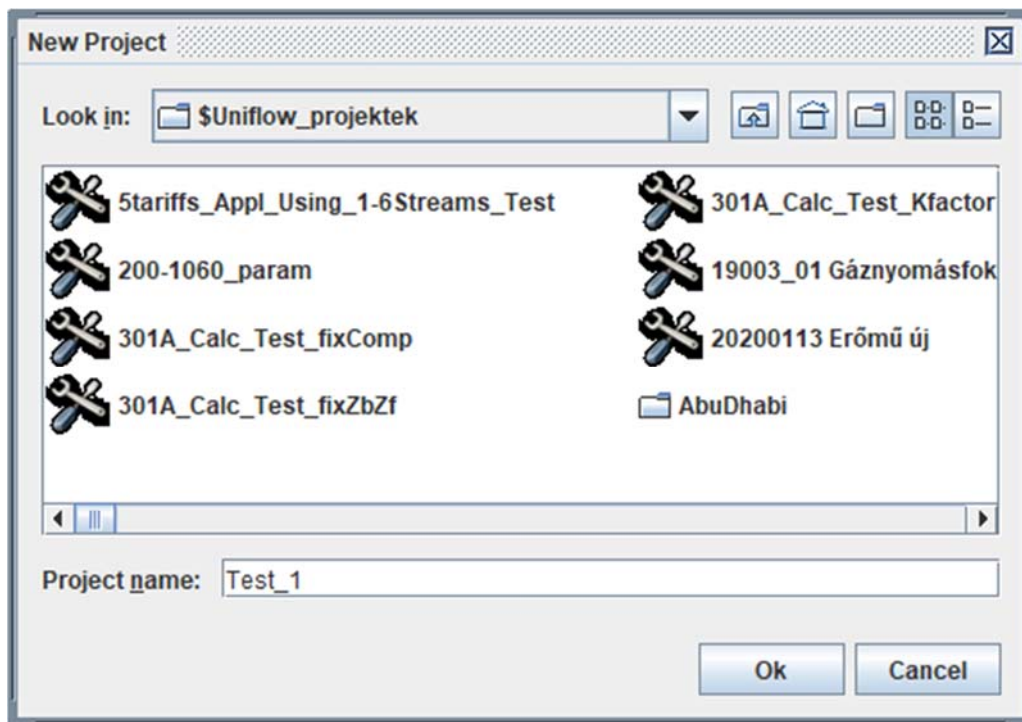 New Project
Look in: $Uniflow_projektek
5tariffs_Appl_Using_1-6Streams_Test
301A_Calc_Test_Kfactor
200-1060_param
19003_01 Gáznyomásfok
301A_Calc_Test_fixComp
20200113 Erőmű új
301A_Calc_Test_fixZbZf
AbuDhabi
Project name: Test_1
Ok
Cancel